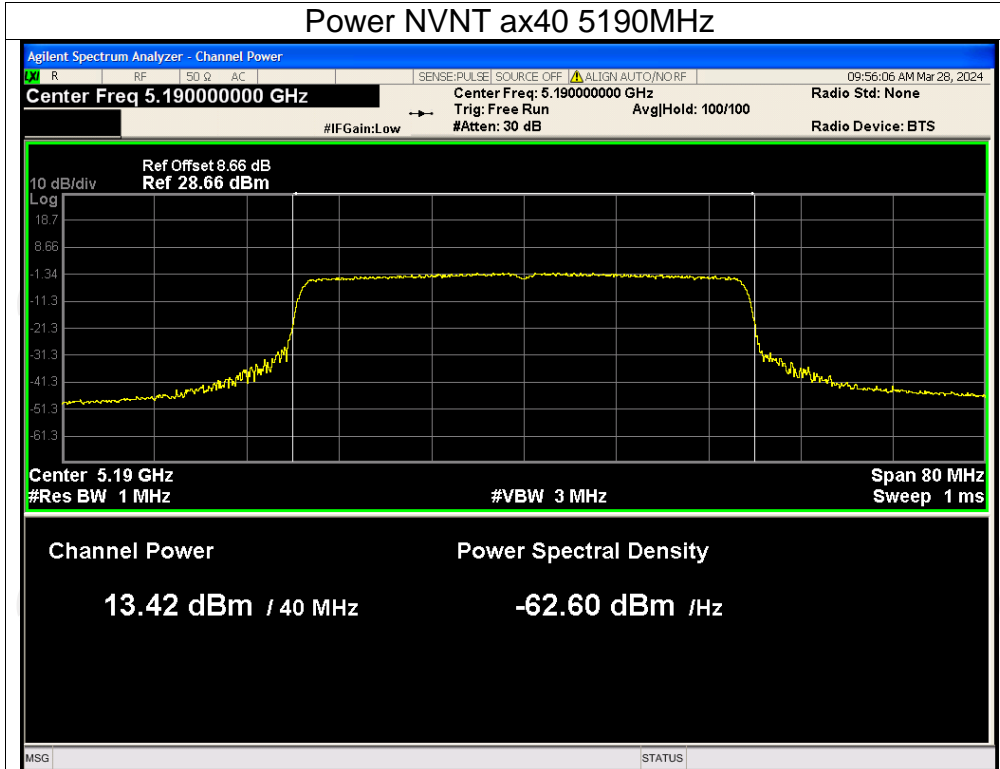 Power NVNT ax40 5190MHz
Agilent Spectrum Analyzer - Channel Power
LXI R RF 50 Ω AC SENSE:PULSE SOURCE OFF ALIGN AUTO/NO RF 09:56:06 AM Mar 28, 2024
Center Freq 5.190000000 GHz
Center Freq: 5.190000000 GHz
Radio Std: None
Trig: Free Run Avg|Hold: 100/100
#IFGain:Low
#Atten: 30 dB
Radio Device: BTS
Ref Offset 8.66 dB
10 dB/div Ref 28.66 dBm
Log
18.7
8.66
-1.34
-11.3
-21.3
-31.3
-41.3
-51.3
-61.3
Center 5.19 GHz Span 80 MHz
#Res BW 1 MHz #VBW 3 MHz Sweep 1 ms
Channel Power Power Spectral Density
13.42 dBm / 40 MHz -62.60 dBm /Hz
MSG STATUS